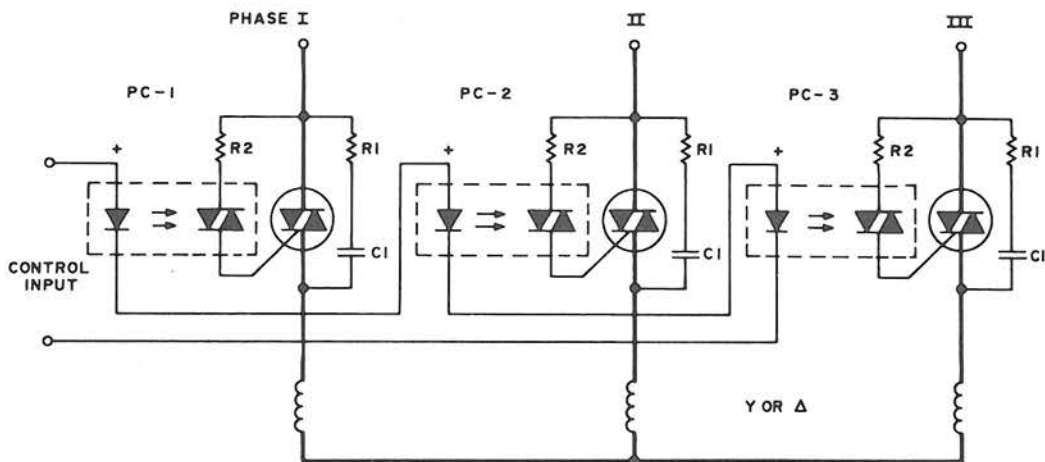 PHASE I
II
III
PC-1
PC-2
PC-3
+
R2
R1
+
R2
R1
+
R2
R1
C1
C1
C1
CONTROL
INPUT
Y OR Δ